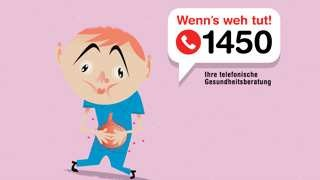 Wenn's weh tut!
1450
Ihre telefonische
Gesundheitsberatung